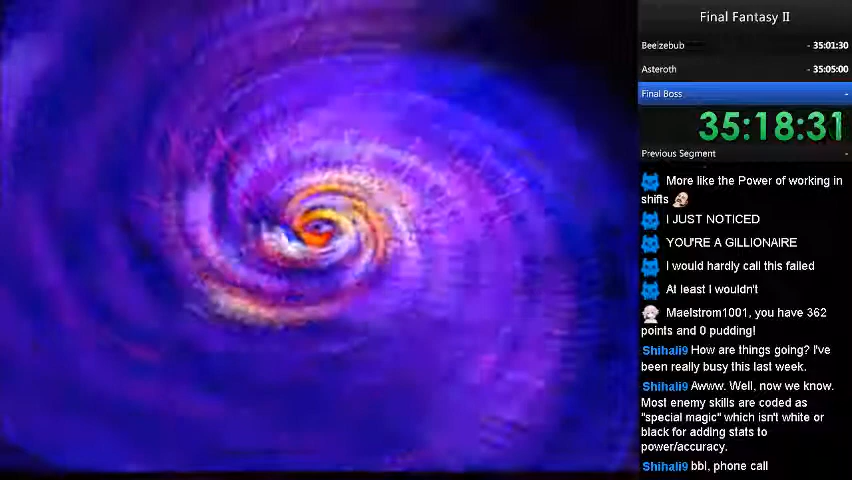 Final Fantasy II
Beelzebub - 35:01:30
Asteroth - 35:05:00
Final Boss -
35:18:31
Previous Segment -
More like the Power of working in
shifts
I JUST NOTICED
YOU'RE A GILLIONAIRE
I would hardly call this failed
At least I wouldn't
Maelstrom1001, you have 362
points and 0 pudding!
Shihali9 How are things going? I've
been really busy this last week.
Shihali9 Awww. Well, now we know.
Most enemy skills are coded as
"special magic" which isn't white or
black for adding stats to
power/accuracy.
Shihali9 bbl, phone call